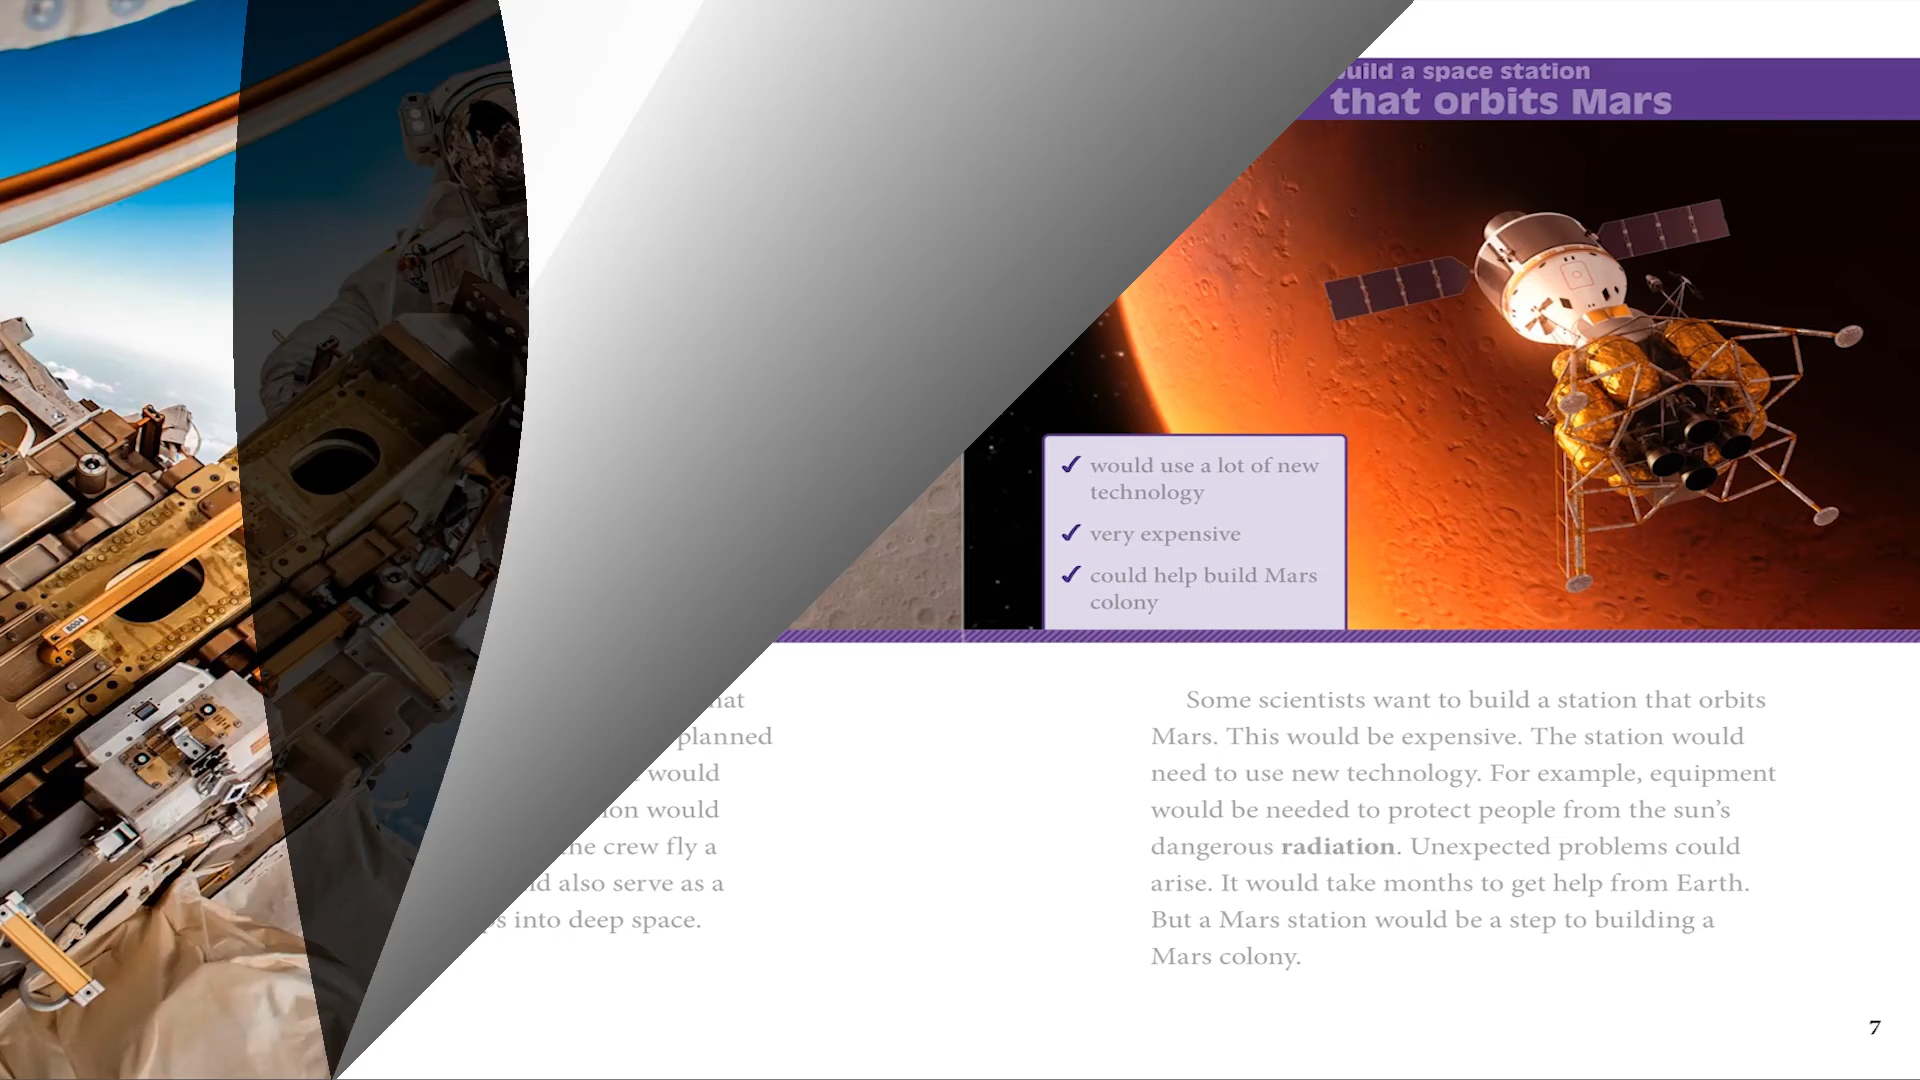 build a space station
that orbits Mars
would use a lot of new
technology
very expensive
could help build Mars
colony
planned
would
would
crew fly a
also serve as a
into deep space.
Some scientists want to build a station that orbits
Mars. This would be expensive. The station would
need to use new technology. For example, equipment
would be needed to protect people from the sun’s
dangerous radiation. Unexpected problems could
arise. It would take months to get help from Earth.
But a Mars station would be a step to building a
Mars colony.
7